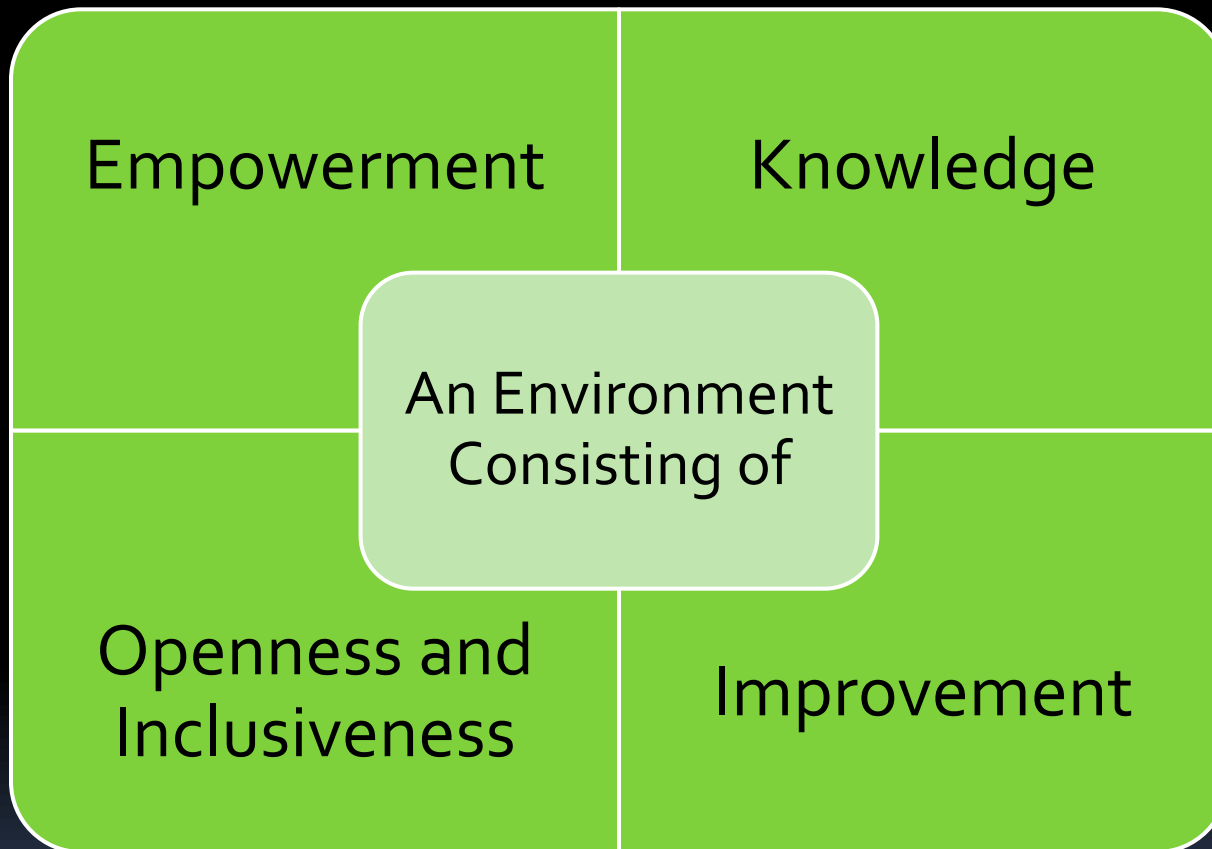 Empowerment
Knowledge
An Environment
Consisting of
Openness and
Inclusiveness
Improvement